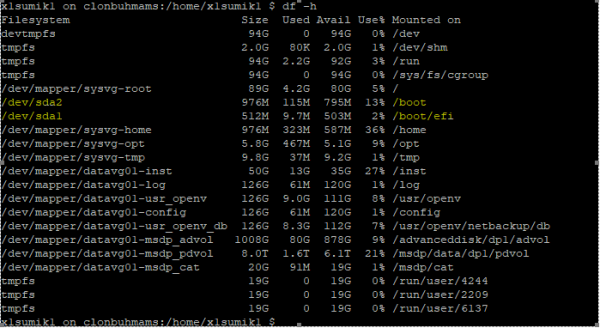 xlsumik1 on clonbuhmams:/home/xlsumik1 $ df -h
Filesystem Size Used Avail Use% Mounted on
devtmpfs 94G 0 94G 0% /dev
tmpfs 2.0G 80K 2.0G 1% /dev/shm
tmpfs 94G 2.2G 92G 3% /run
tmpfs 94G 0 94G 0% /sys/fs/cgroup
/dev/mapper/sysvg-root 89G 4.2G 80G 5% /
/dev/sda2 976M 115M 795M 13% /boot
/dev/sda1 512M 9.7M 503M 2% /boot/efi
/dev/mapper/sysvg-home 976M 323M 587M 36% /home
/dev/mapper/sysvg-opt 5.8G 467M 5.1G 9% /opt
/dev/mapper/sysvg-tmp 9.8G 37M 9.2G 1% /tmp
/dev/mapper/datavg01-inst 50G 13G 35G 27% /inst
/dev/mapper/datavg01-log 126G 61M 120G 1% /log
/dev/mapper/datavg01-usr_openv 126G 9.0G 111G 8% /usr/openv
/dev/mapper/datavg01-config 126G 61M 120G 1% /config
/dev/mapper/datavg01-usr_openv_db 126G 8.3G 112G 7% /usr/openv/netbackup/db
/dev/mapper/datavg01-msdp_advol 1008G 80G 878G 9% /advanceddisk/dp1/advol
/dev/mapper/datavg01-msdp_pdvol 8.0T 1.6T 6.1T 21% /msdp/data/dp1/pdvol
/dev/mapper/datavg01-msdp_cat 20G 91M 19G 1% /msdp/cat
tmpfs 19G 0 19G 0% /run/user/4244
tmpfs 19G 0 19G 0% /run/user/2209
tmpfs 19G 0 19G 0% /run/user/6137
xlsumik1 on clonbuhmams:/home/xlsumik1 $